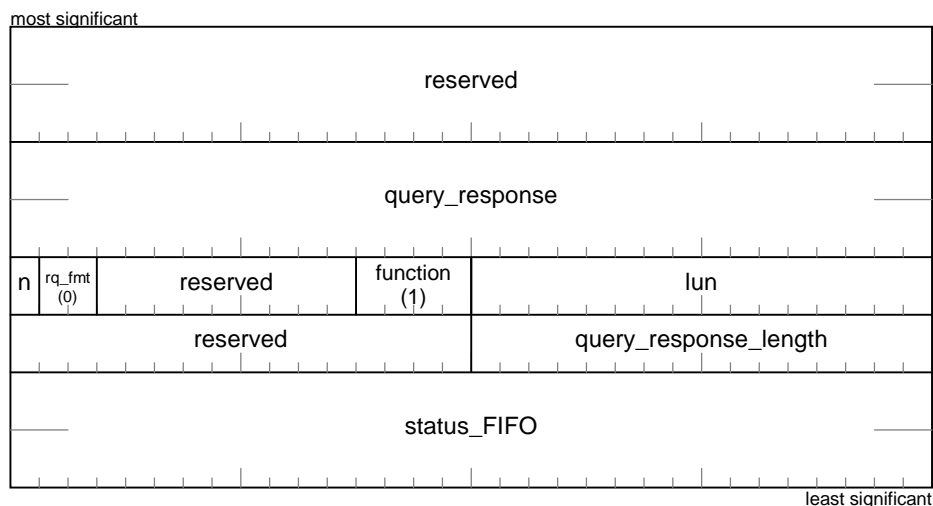 most significant
reserved
query_response
n
rq_fmt
(0)
reserved
function
(1)
lun
reserved
query_response_length
status_FIFO
least significant